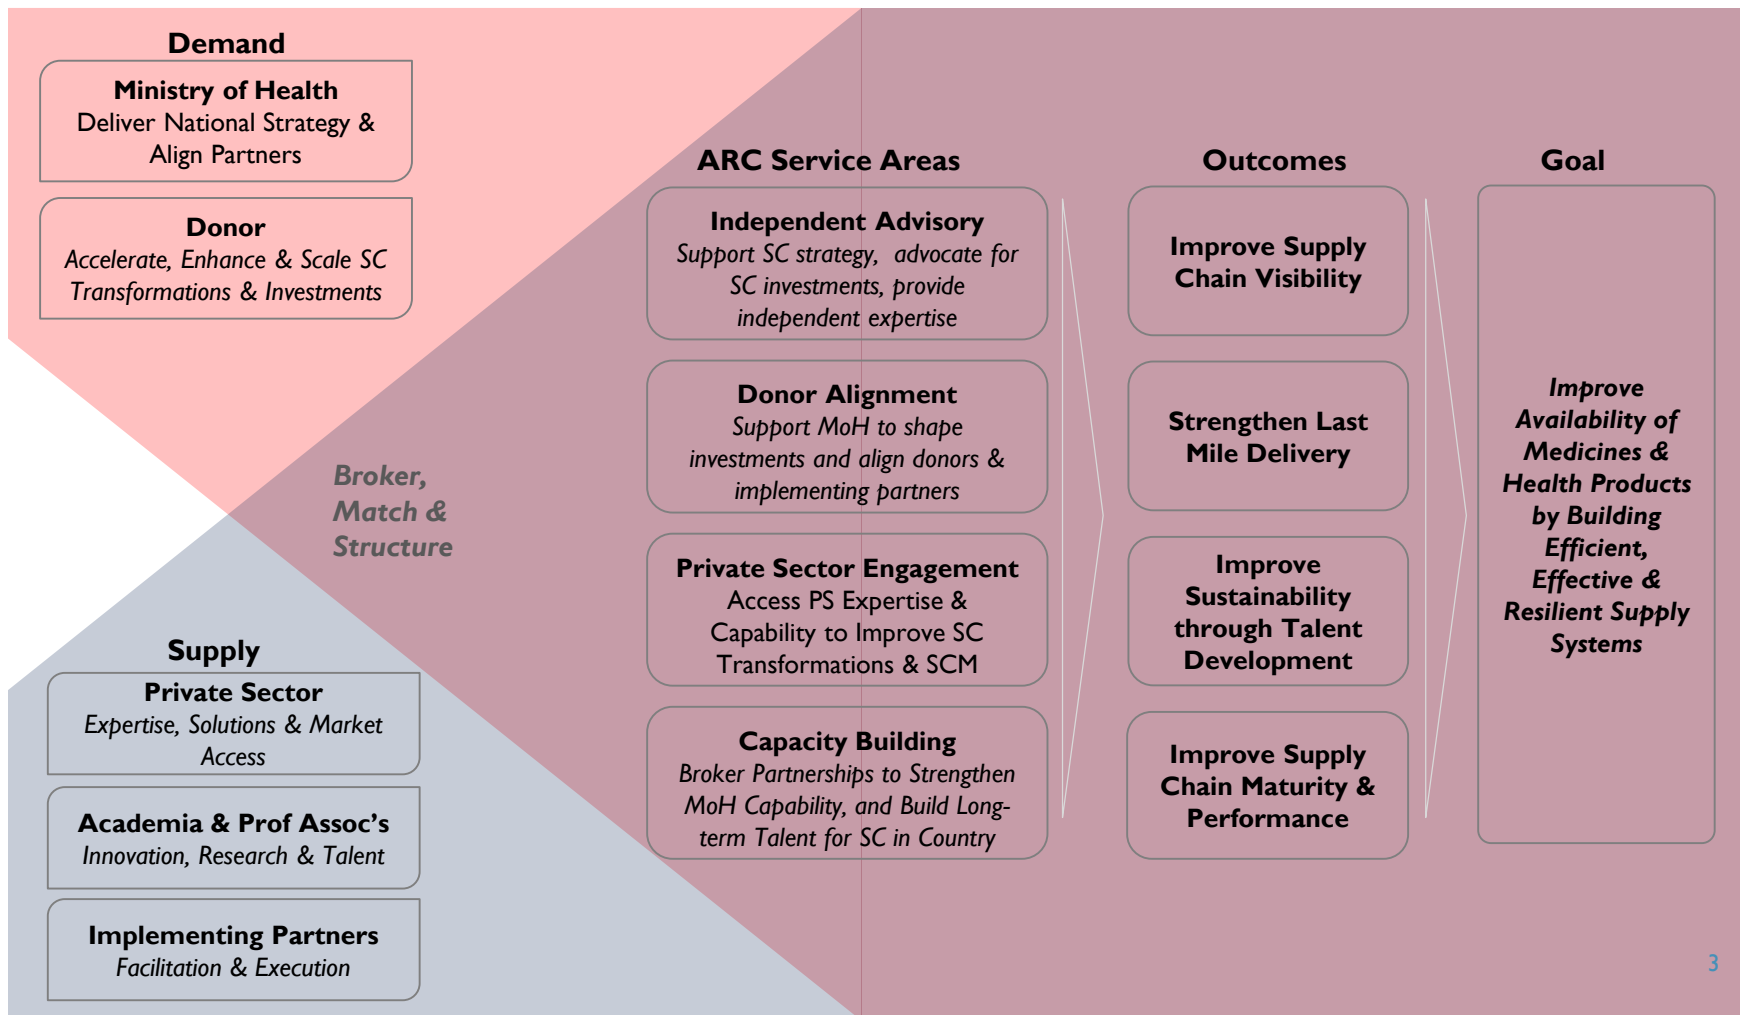 Demand
Ministry of Health
Deliver National Strategy &
Align Partners
Donor
Accelerate, Enhance & Scale SC
Transformations & Investments
Broker,
Match &
Structure
Supply
Private Sector
Expertise, Solutions & Market
Access
Academia & Prof Assoc’s
Innovation, Research & Talent
Implementing Partners
Facilitation & Execution
ARC Service Areas
Independent Advisory
Support SC strategy,  advocate for
SC investments, provide
independent expertise
Donor Alignment
Support MoH to shape
investments and align donors &
implementing partners
Private Sector Engagement
Access PS Expertise &
Capability to Improve SC
Transformations & SCM
Capacity Building
Broker Partnerships to Strengthen
MoH Capability, and Build Long-
term Talent for SC in Country
Outcomes
Improve Supply
Chain Visibility
Strengthen Last
Mile Delivery
Improve
Sustainability
through Talent
Development
Improve Supply
Chain Maturity &
Performance
Goal
Improve
Availability of
Medicines &
Health Products
by Building
Efficient,
Effective &
Resilient Supply
Systems
3